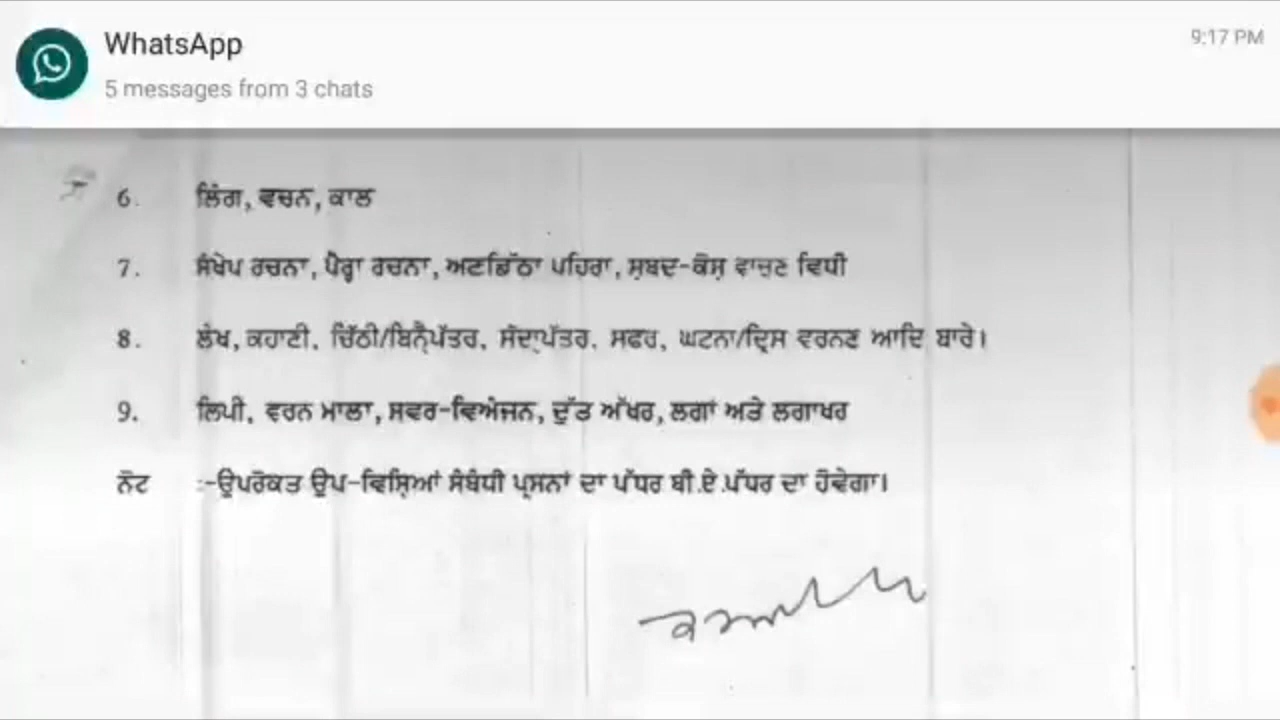 WhatsApp
9:17 PM
5 messages from 3 chats
6. ਲਿੰਗ, ਵਚਨ, ਕਾਲ
7. ਸੰਖੇਪ ਰਚਨਾ, ਪੈਰ੍ਹਾ ਰਚਨਾ, ਅਣਡਿੱਠਾ ਪਹਿਰਾ, ਸ਼ਬਦ-ਕੋਸ਼ ਵਾਚਣ ਵਿਧੀ
8. ਲੇਖ, ਕਹਾਣੀ, ਚਿੱਠੀ/ਬਿਨੈਪੱਤਰ, ਸੱਦਾਪੱਤਰ, ਸਫਰ, ਘਟਨਾ/ਦ੍ਰਿਸ ਵਰਨਣ ਆਦਿ ਬਾਰੇ।
9. ਲਿਪੀ, ਵਰਨ ਮਾਲਾ, ਸਵਰ-ਵਿਅੰਜਨ, ਦੁੱਤ ਅੱਖਰ, ਲਗਾਂ ਅਤੇ ਲਗਾਖਰ
ਨੋਟ :-ਉਪਰੋਕਤ ਉਪ-ਵਿਸ਼ਿਆਂ ਸੰਬੰਧੀ ਪ੍ਰਸਨਾਂ ਦਾ ਪੱਧਰ ਬੀ.ਏ.ਪੱਧਰ ਦਾ ਹੋਵੇਗਾ।